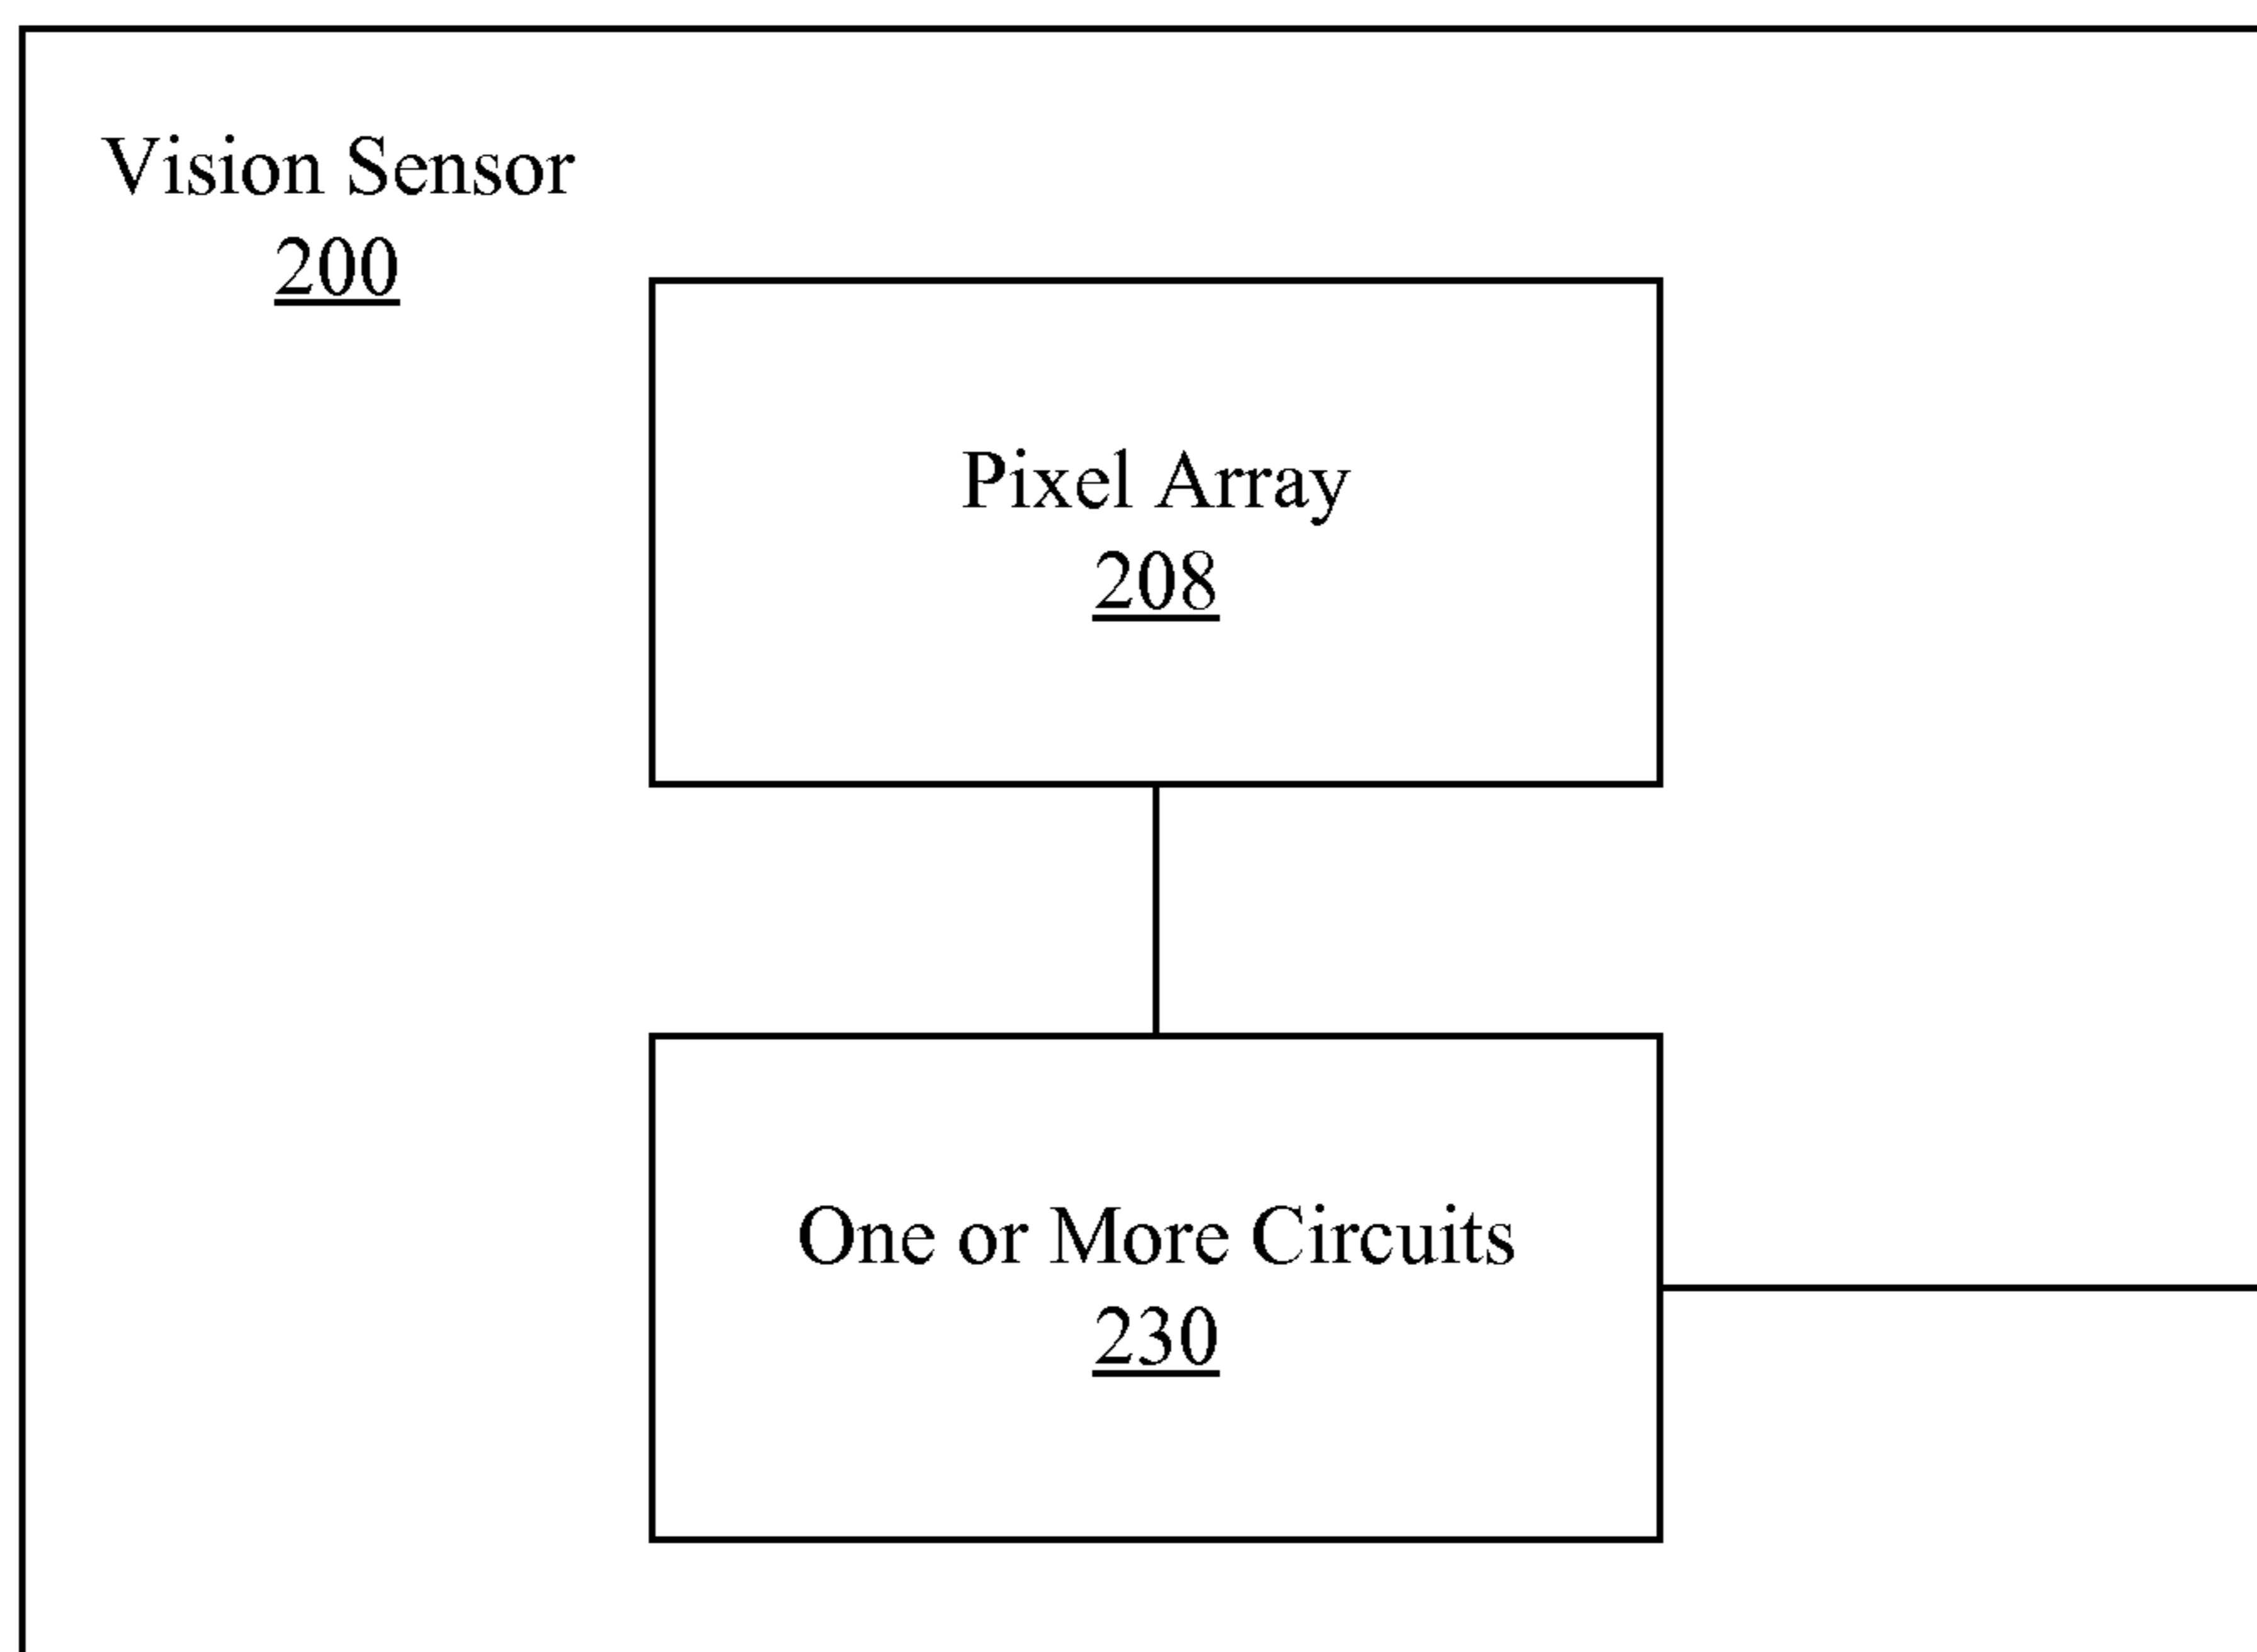 Vision Sensor
200
Pixel Array
208
One or More Circuits
230